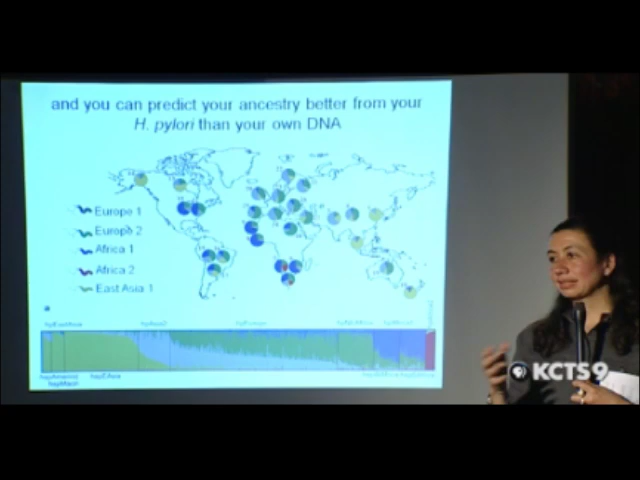 and you can predict your ancestry better from your
H. pylori than your own DNA
Europe 1
Europe 2
Africa 1
Africa 2
East Asia 1
hpEurope
KCTS 9